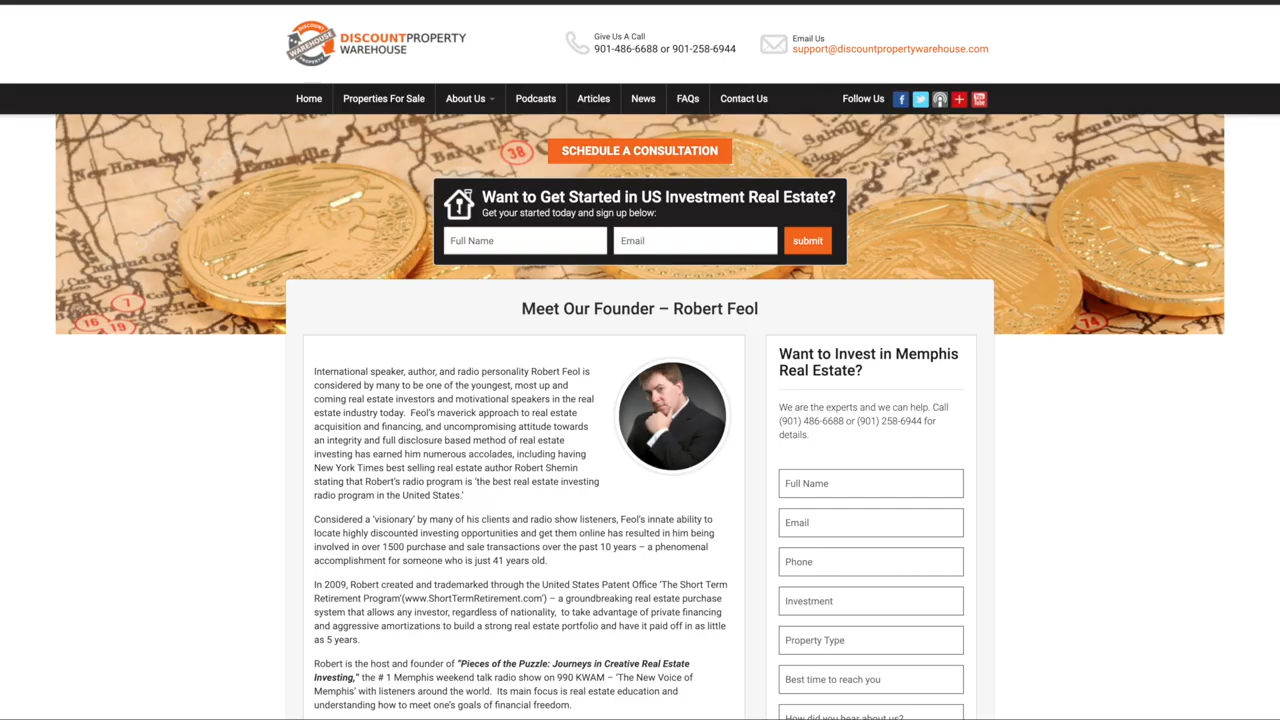 DISCOUNTPROPERTY
WAREHOUSE
Give Us A Call
901-486-6688 or 901-258-6944
Email Us
support@discountpropertywarehouse.com
Home
Properties For Sale
About Us
Podcasts
Articles
News
FAQs
Contact Us
Follow Us
SCHEDULE A CONSULTATION
38
Want to Get Started in US Investment Real Estate?
Get your started today and sign up below:
Full Name
Email
submit
7
16
19
74
Meet Our Founder – Robert Feol
International speaker, author, and radio personality Robert Feol is
considered by many to be one of the youngest, most up and
coming real estate investors and motivational speakers in the real
estate industry today. Feol's maverick approach to real estate
acquisition and financing, and uncompromising attitude towards
an integrity and full disclosure based method of real estate
investing has earned him numerous accolades, including having
New York Times best selling real estate author Robert Shemin
stating that Robert's radio program is 'the best real estate investing
radio program in the United States.'
Considered a 'visionary' by many of his clients and radio show listeners, Feol's innate ability to
locate highly discounted investing opportunities and get them online has resulted in him being
involved in over 1500 purchase and sale transactions over the past 10 years – a phenomenal
accomplishment for someone who is just 41 years old.
In 2009, Robert created and trademarked through the United States Patent Office 'The Short Term
Retirement Program'(www.ShortTermRetirement.com') – a groundbreaking real estate purchase
system that allows any investor, regardless of nationality, to take advantage of private financing
and aggressive amortizations to build a strong real estate portfolio and have it paid off in as little
as 5 years.
Robert is the host and founder of "Pieces of the Puzzle: Journeys in Creative Real Estate
Investing," the # 1 Memphis weekend talk radio show on 990 KWAM – 'The New Voice of
Memphis' with listeners around the world. Its main focus is real estate education and
understanding how to meet one's goals of financial freedom.
Want to Invest in Memphis
Real Estate?
We are the experts and we can help. Call
(901) 486-6688 or (901) 258-6944 for
details.
Full Name
Email
Phone
Investment
Property Type
Best time to reach you
How did you hear about us?